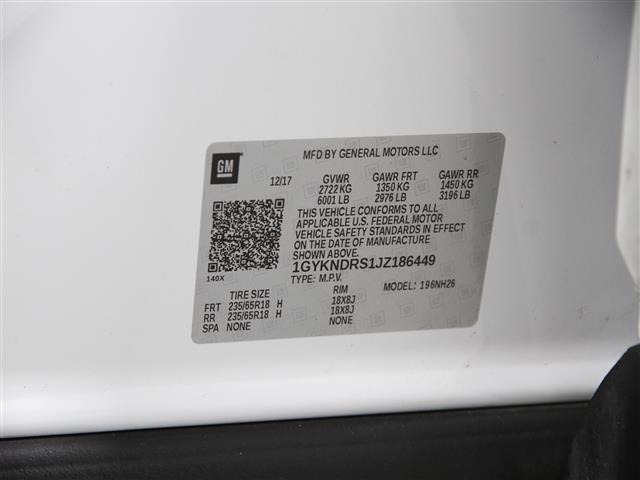 GM
MFD BY GENERAL MOTORS LLC
12/17 GVWR GAWR FRT GAWR RR
2722 KG 1350 KG 1450 KG
6001 LB 2976 LB 3196 LB
THIS VEHICLE CONFORMS TO ALL
APPLICABLE U.S. FEDERAL MOTOR
VEHICLE SAFETY STANDARDS IN EFFECT
ON THE DATE OF MANUFACTURE
SHOWN ABOVE.
1GYKNDRS1JZ186449
140X TYPE: M.P.V. MODEL: 196NH26
TIRE SIZE RIM
FRT 235/65R18 H 18X8J
RR 235/65R18 H 18X8J
SPA NONE NONE